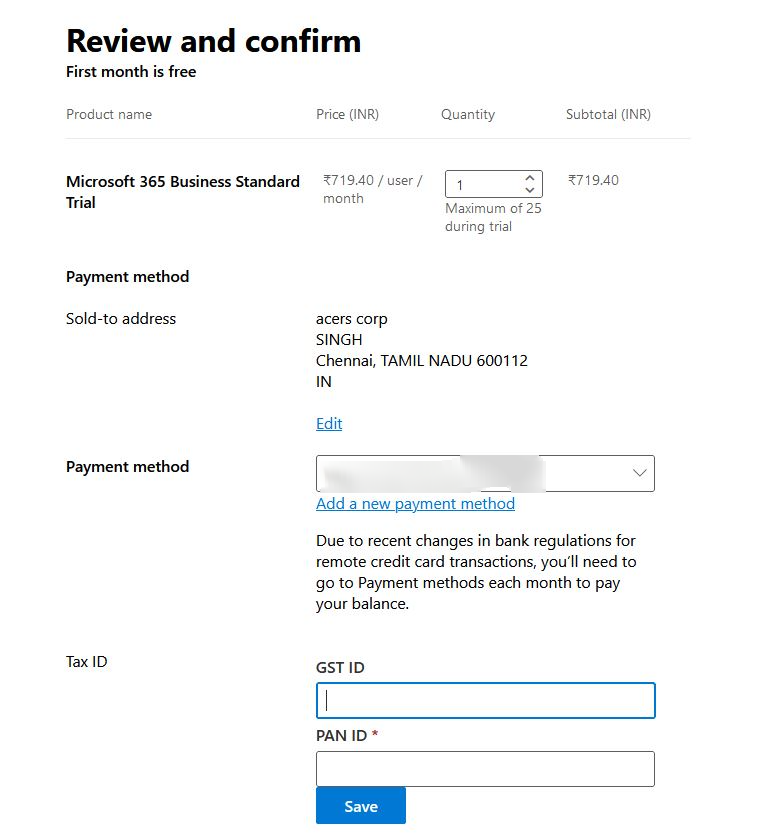 Review and confirm
First month is free
Product name Price (INR) Quantity Subtotal (INR)
Microsoft 365 Business Standard Trial ₹719.40 / user / month 1 ₹719.40
Maximum of 25 during trial
Payment method
Sold-to address acers corp
SINGH
Chennai, TAMIL NADU 600112
IN
Edit
Payment method
Add a new payment method
Due to recent changes in bank regulations for
remote credit card transactions, you’ll need to
go to Payment methods each month to pay
your balance.
Tax ID
GST ID
PAN ID *
Save